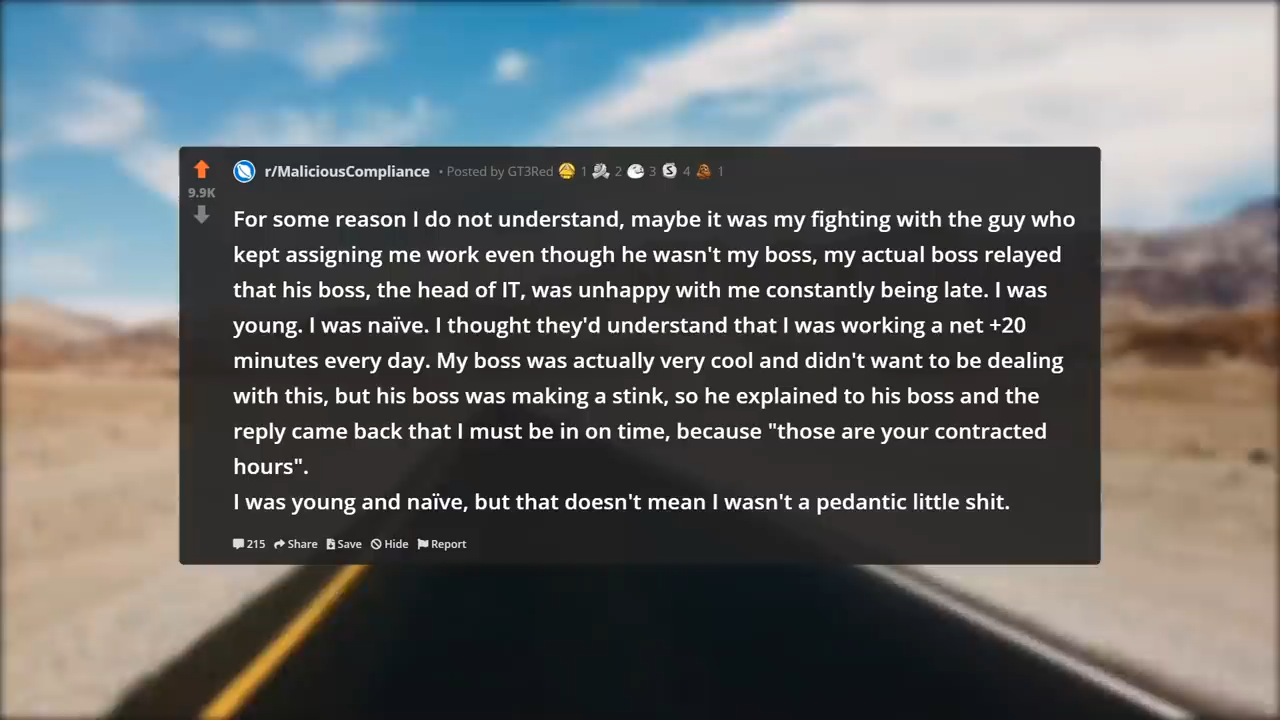 r/MaliciousCompliance • Posted by GT3Red 1 2 3 4 1
9.9K
For some reason I do not understand, maybe it was my fighting with the guy who
kept assigning me work even though he wasn't my boss, my actual boss relayed
that his boss, the head of IT, was unhappy with me constantly being late. I was
young. I was naïve. I thought they'd understand that I was working a net +20
minutes every day. My boss was actually very cool and didn't want to be dealing
with this, but his boss was making a stink, so he explained to his boss and the
reply came back that I must be in on time, because "those are your contracted
hours".
I was young and naïve, but that doesn't mean I wasn't a pedantic little shit.
215 Share Save Hide Report